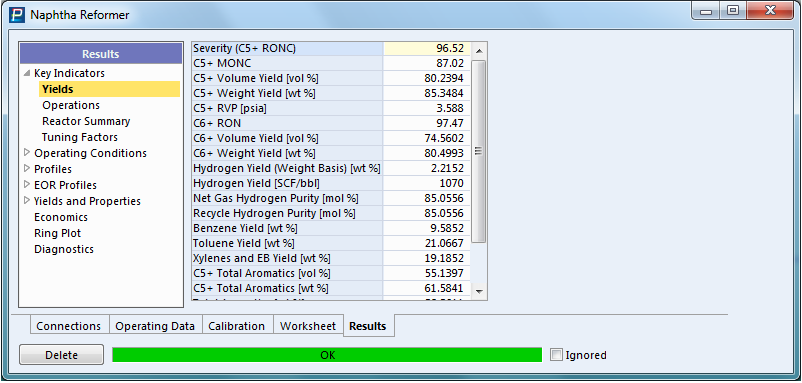 Naphtha Reformer
Results
Key Indicators
Yields
Operations
Reactor Summary
Tuning Factors
Operating Conditions
Profiles
EOR Profiles
Yields and Properties
Economics
Ring Plot
Diagnostics
Severity (C5+ RONC) 96.52
C5+ MONC 87.02
C5+ Volume Yield [vol %] 80.2394
C5+ Weight Yield [wt %] 85.3484
C5+ RVP [psia] 3.588
C6+ RON 97.47
C6+ Volume Yield [vol %] 74.5602
C6+ Weight Yield [wt %] 80.4993
Hydrogen Yield (Weight Basis) [wt %] 2.2152
Hydrogen Yield [SCF/bbl] 1070
Net Gas Hydrogen Purity [mol %] 85.0556
Recycle Hydrogen Purity [mol %] 85.0556
Benzene Yield [wt %] 9.5852
Toluene Yield [wt %] 21.0667
Xylenes and EB Yield [wt %] 19.1852
C5+ Total Aromatics [vol %] 55.1397
C5+ Total Aromatics [wt %] 61.5841
Connections Operating Data Calibration Worksheet Results
Delete OK Ignored